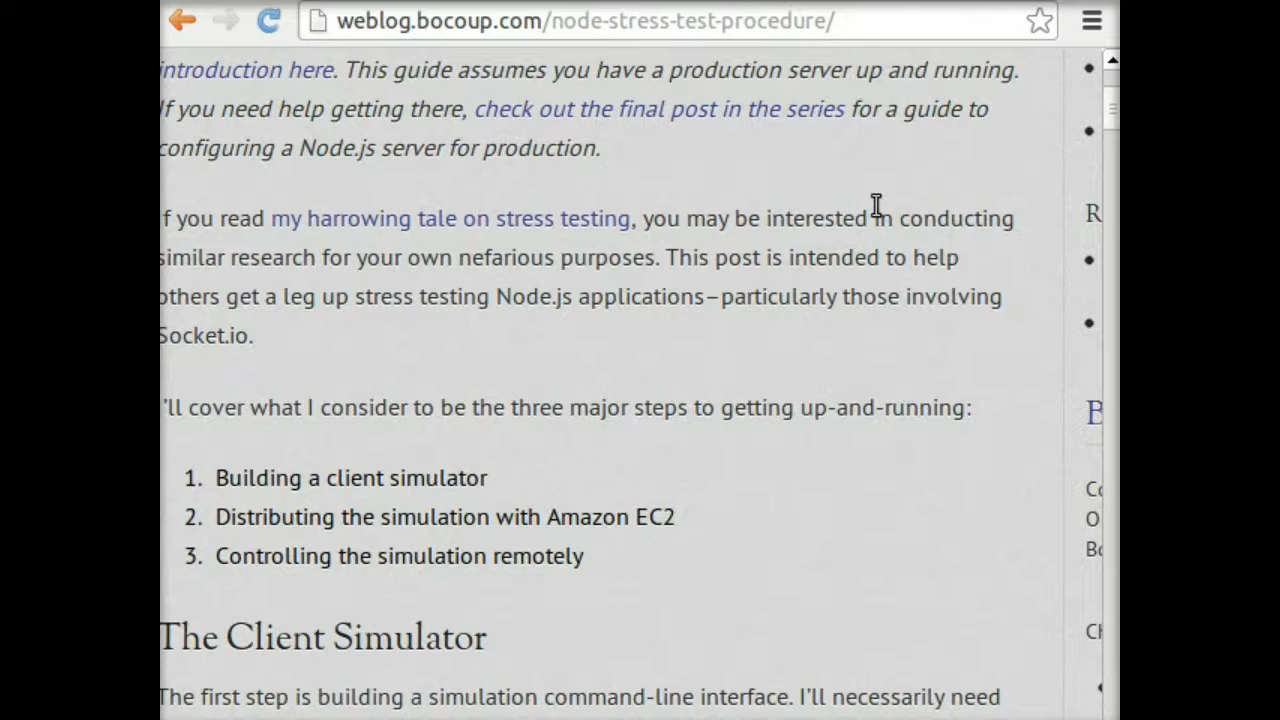 weblog.bocoup.com/node-stress-test-procedure/
introduction here. This guide assumes you have a production server up and running.
If you need help getting there, check out the final post in the series for a guide to
configuring a Node.js server for production.
If you read my harrowing tale on stress testing, you may be interested in conducting
similar research for your own nefarious purposes. This post is intended to help
others get a leg up stress testing Node.js applications–particularly those involving
Socket.io.
'll cover what I consider to be the three major steps to getting up-and-running:
1. Building a client simulator
2. Distributing the simulation with Amazon EC2
3. Controlling the simulation remotely
The Client Simulator
The first step is building a simulation command-line interface. I'll necessarily need